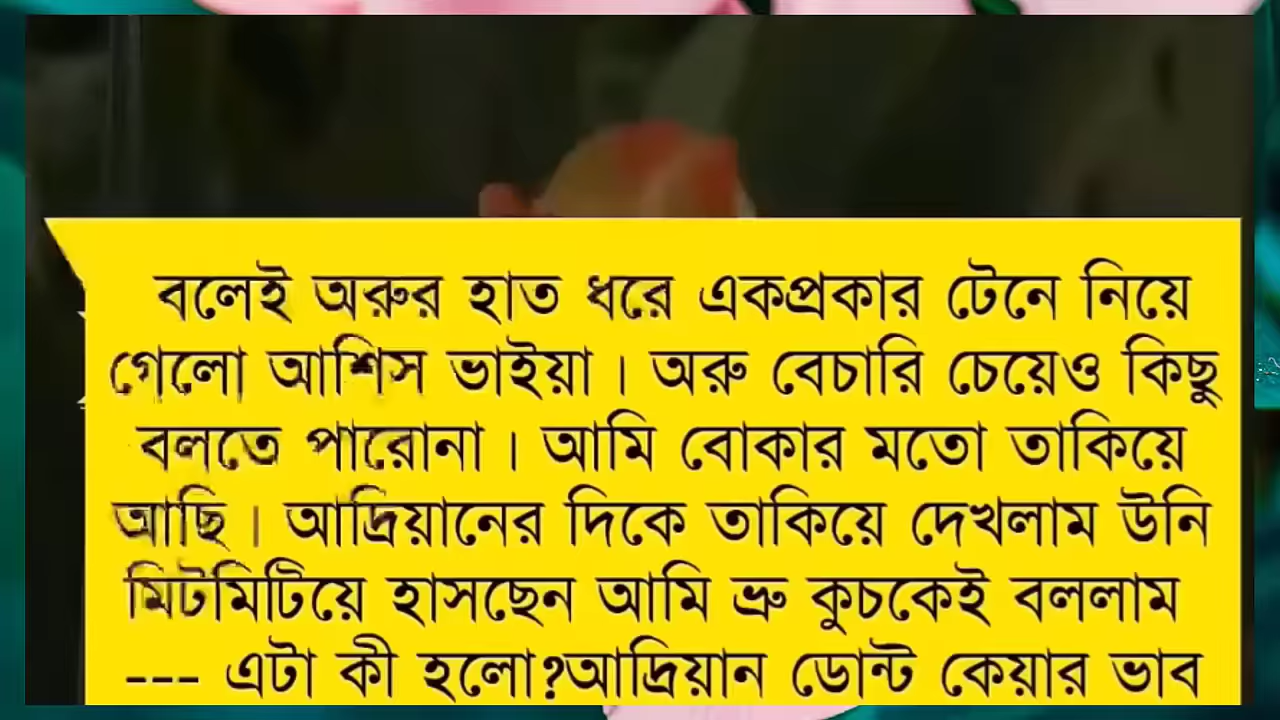 বলেই অরুর হাত ধরে একপ্রকার টেনে নিয়ে
গেলো আশিস ভাইয়া। অরু বেচারি চেয়েও কিছু
বলতে পারোনা। আমি বোকার মতো তাকিয়ে
আছি। আদ্রিয়ানের দিকে তাকিয়ে দেখলাম উনি
মিটমিটিয়ে হাসছেন আমি ভ্রু কুচকেই বললাম
--- এটা কী হলো?আদ্রিয়ান ডোন্ট কেয়ার ভাব